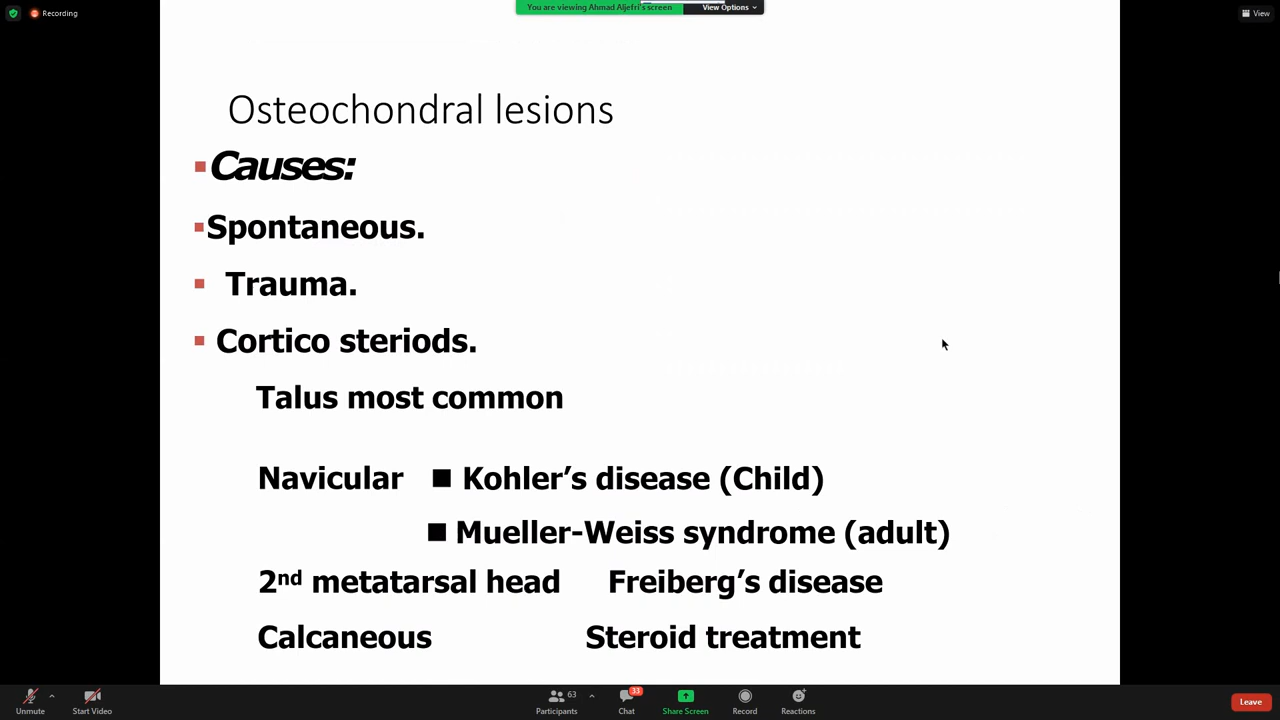 Recording
You are viewing Ahmad Aljefri's screen
View Options
View
Osteochondral lesions
Causes:
Spontaneous.
Trauma.
Cortico steriods.
Talus most common
Navicular ■ Kohler's disease (Child)
■ Mueller-Weiss syndrome (adult)
2nd metatarsal head Freiberg's disease
Calcaneous Steroid treatment
Unmute
Start Video
63
Participants
33
Chat
Share Screen
Record
Reactions
Leave